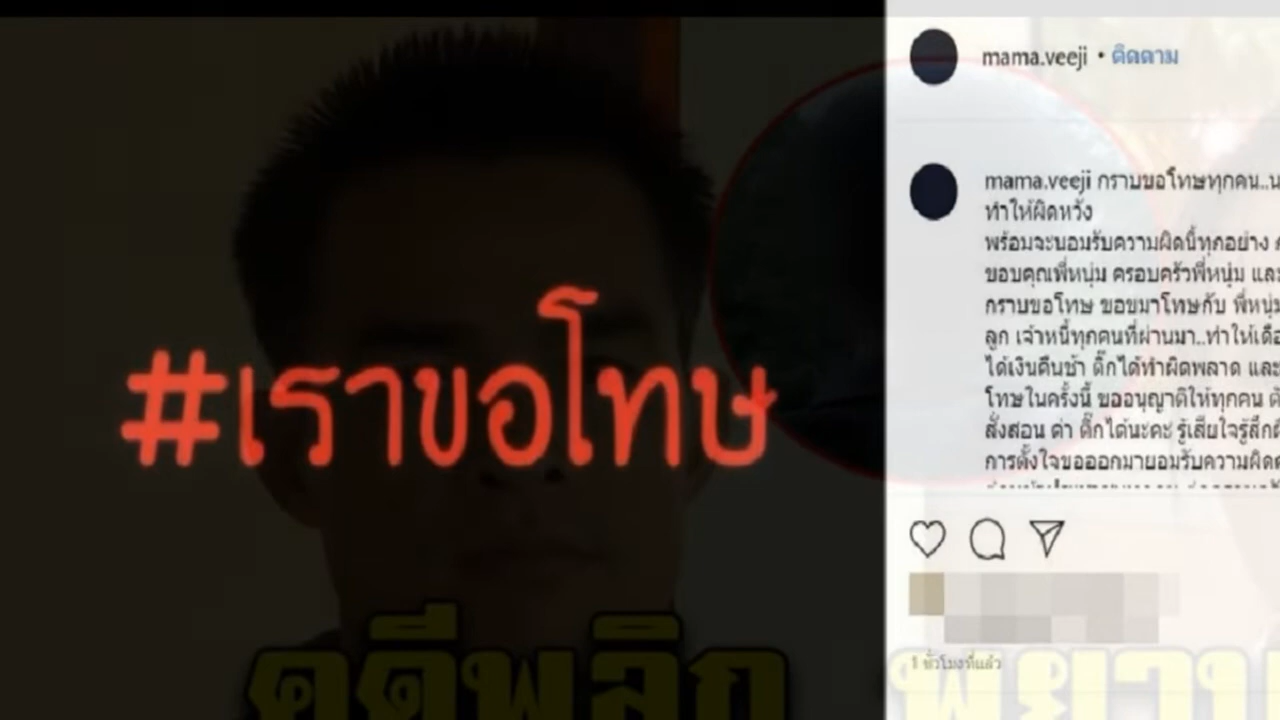 #เราขอโทษ
คดีพลิก
mama.veeji • ติดตาม
mama.veeji กราบขอโทษทุกคน..
ทำให้ผิดหวัง
พร้อมจะยอมรับความผิดนี้ทุกอย่าง
ขอบคุณพี่หนุ่ม ครอบครัวพี่หนุ่ม และ
กราบขอโทษ ขอขมาโทษกับ พี่หนุ่ม
ลูก เจ้าหนี้ทุกคนที่ผ่านมา..ทำให้
ได้เงินคืนช้า ติ๊กได้ทำผิดพลาด และ
โทษในครั้งนี้ ขออนุญาติให้ทุกคน
สั่งสอน ด่า ติ๊กได้นะคะ รู้เสียใจรู้สึก
การตั้งใจขอออกมายอมรับความผิด
1 ชั่วโมงที่แล้ว
พยาน